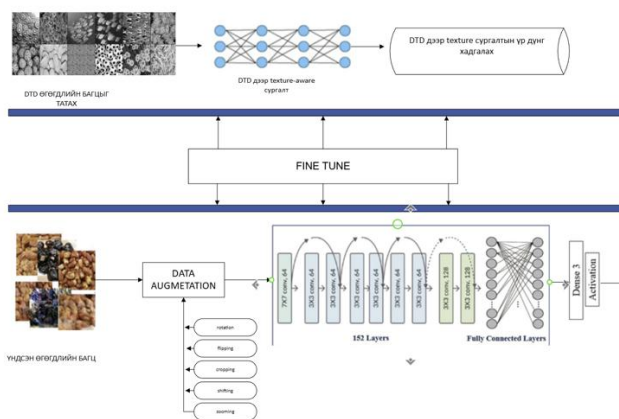 DTD ӨГӨГДЛИЙН БАГЦЫГ
ТАТАХ
DTD дээр texture-aware
сургалт
DTD дээр texture сургалтын үр дүнг
хадгалах
FINE TUNE
ҮНДСЭН ӨГӨГДЛИЙН БАГЦ
DATA
AUGMETATION
rotation
flipping
cropping
shifting
zooming
7X7 conv, 64
3X3 conv, 64
3X3 conv, 64
3X3 conv, 64
3X3 conv, 64
3X3 conv, 64
3X3 conv, 64
3X3 conv, 128
3X3 conv, 128
152 Layers
Fully Connected Layers
Dense 3
Activation